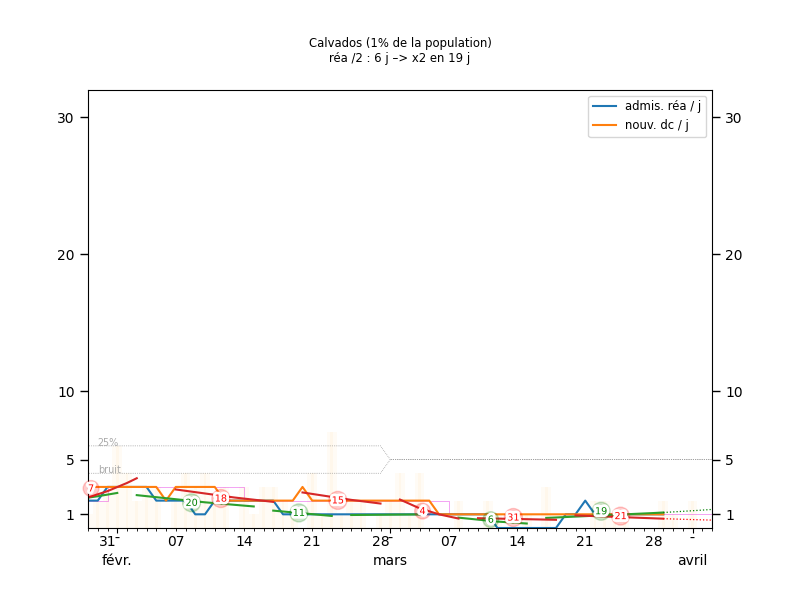 Calvados (1% de la population)
réa /2 : 6 j –> x2 en 19 j
admis. réa / j
nouv. dc / j
30 30
20 20
10 10
5 5
1 1
25%
bruit
7 20 18 11 15 4 6 31 19 21
31 07 14 21 28 07 14 21 28
févr. mars avril